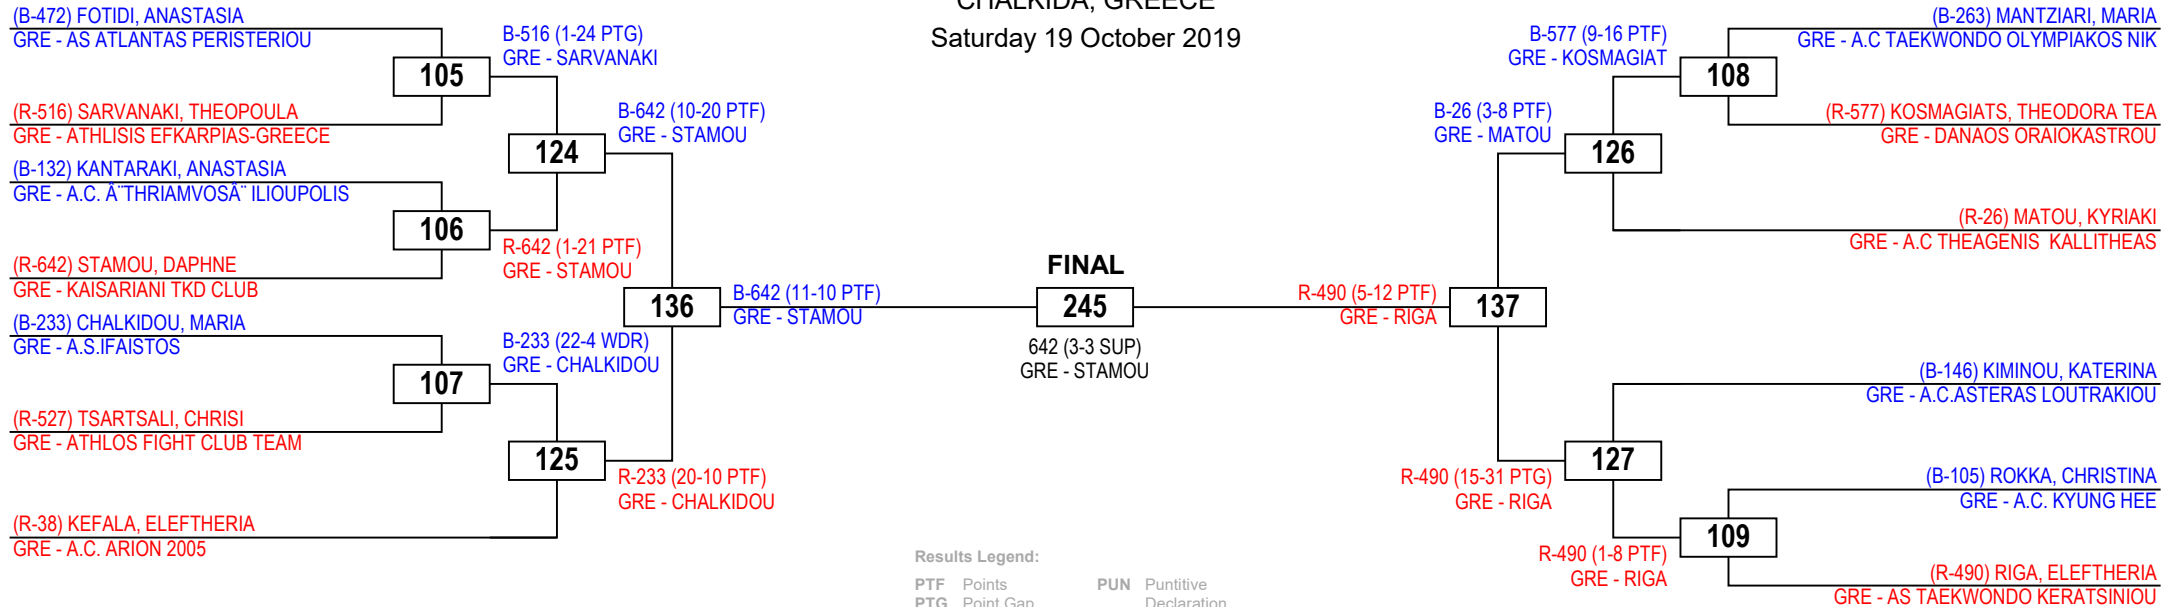 CHALKIDA, GREECE
Saturday 19 October 2019
(B-472) FOTIDI, ANASTASIA
GRE - AS ATLANTAS PERISTERIOU
105
(R-516) SARVANAKI, THEOPOULA
GRE - ATHLISIS EFKARPIAS-GREECE
(B-132) KANTARAKI, ANASTASIA
GRE - A.C. Â¨THRIAMVOSÂ¨ ILIOUPOLIS
106
(R-642) STAMOU, DAPHNE
GRE - KAISARIANI TKD CLUB
(B-233) CHALKIDOU, MARIA
GRE - A.S.IFAISTOS
107
(R-527) TSARTSALI, CHRISI
GRE - ATHLOS FIGHT CLUB TEAM
(R-38) KEFALA, ELEFTHERIA
GRE - A.C. ARION 2005
B-516 (1-24 PTG)
GRE - SARVANAKI
124
R-642 (1-21 PTF)
GRE - STAMOU
B-233 (22-4 WDR)
GRE - CHALKIDOU
125
B-642 (10-20 PTF)
GRE - STAMOU
136
R-233 (20-10 PTF)
GRE - CHALKIDOU
B-642 (11-10 PTF)
GRE - STAMOU
FINAL
245
642 (3-3 SUP)
GRE - STAMOU
R-490 (5-12 PTF)
GRE - RIGA
137
B-26 (3-8 PTF)
GRE - MATOU
R-490 (15-31 PTG)
GRE - RIGA
B-577 (9-16 PTF)
GRE - KOSMAGIAT
126
127
R-490 (1-8 PTF)
GRE - RIGA
(B-263) MANTZIARI, MARIA
GRE - A.C TAEKWONDO OLYMPIAKOS NIK
108
(R-577) KOSMAGIATS, THEODORA TEA
GRE - DANAOS ORAIOKASTROU
(R-26) MATOU, KYRIAKI
GRE - A.C THEAGENIS  KALLITHEAS
(B-146) KIMINOU, KATERINA
GRE - A.C.ASTERAS LOUTRAKIOU
(B-105) ROKKA, CHRISTINA
GRE - A.C. KYUNG HEE
109
(R-490) RIGA, ELEFTHERIA
GRE - AS TAEKWONDO KERATSINIOU
Results Legend:
PTF Points PUN Puntitive
PTG Point Gap Declaration